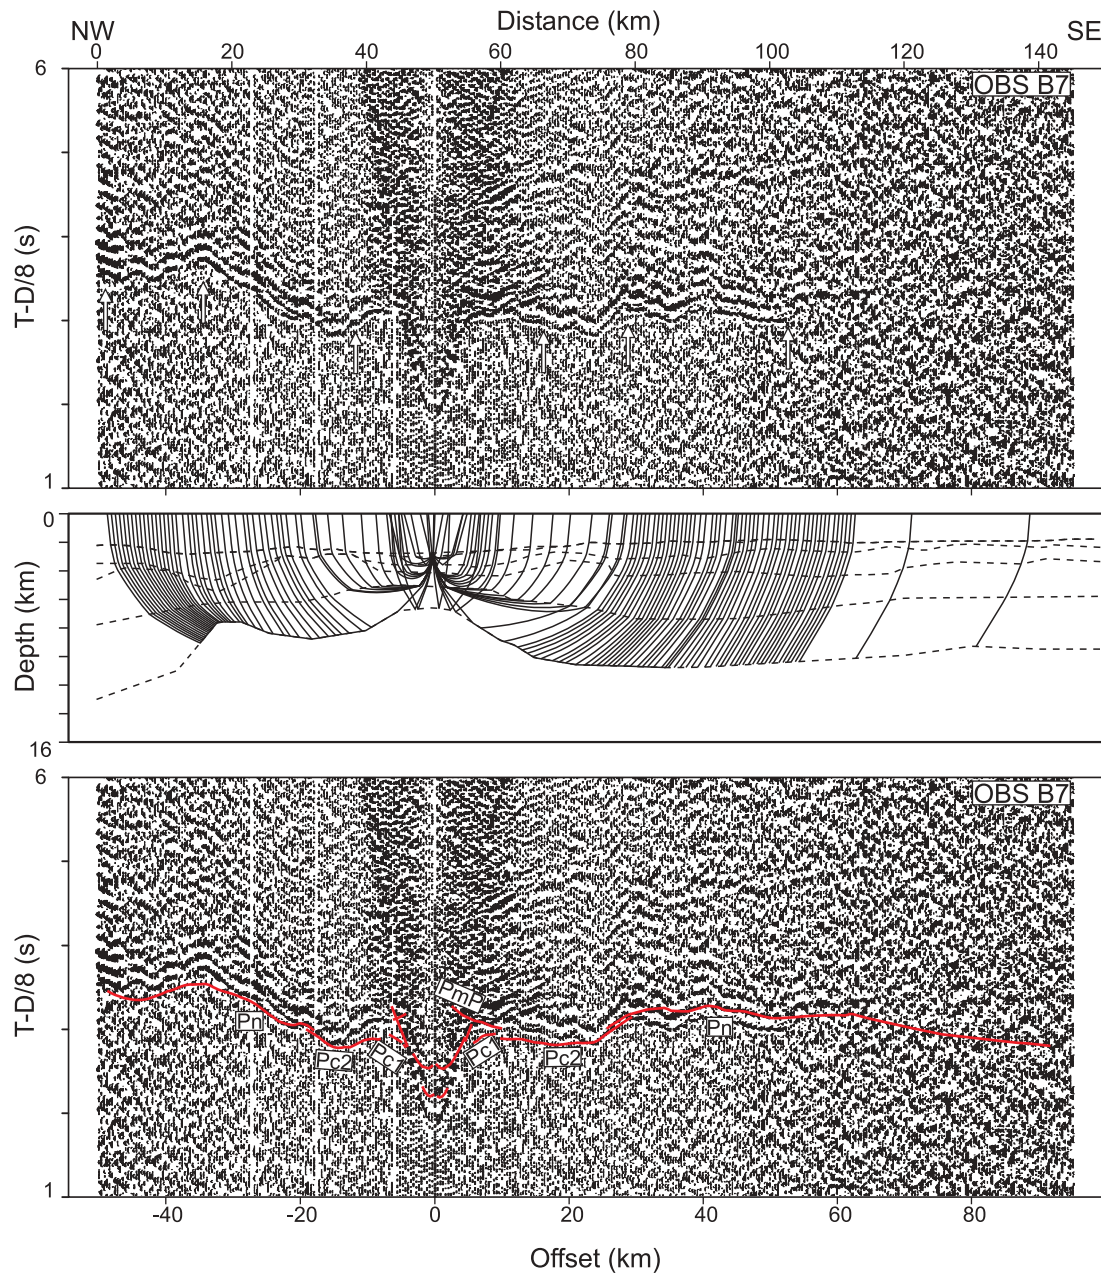 NW
Distance (km)
SE
0 20 40 60 80 100 120 140
6
OBS B7
T-D/8 (s)
1
0
Depth (km)
16
6
OBS B7
T-D/8 (s)
PmP
Pn
Pn
Pc2
Pc1
Pc1
Pc2
1
-40 -20 0 20 40 60 80
Offset (km)